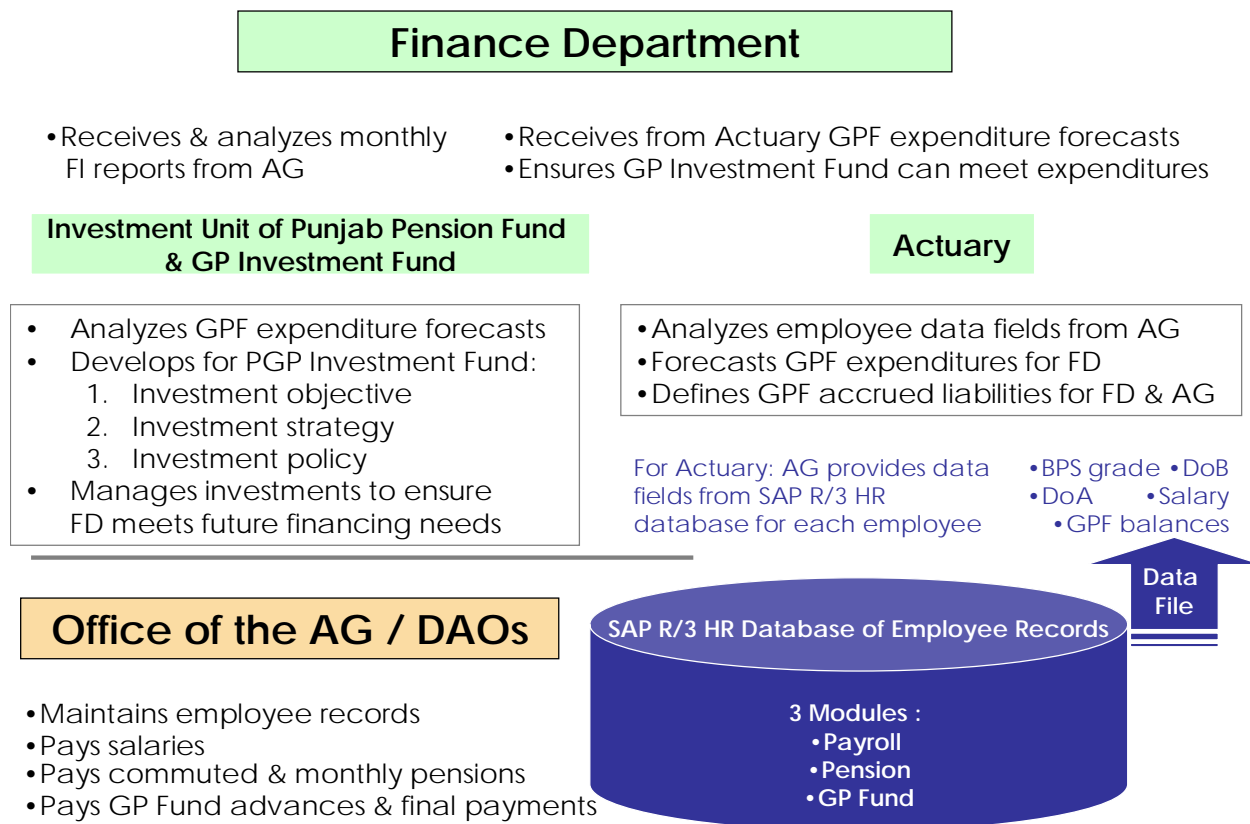 Finance Department
•Receives & analyzes monthly
FI reports from AG
•Receives from Actuary GPF expenditure forecasts
•Ensures GP Investment Fund can meet expenditures
Investment Unit of Punjab Pension Fund
& GP Investment Fund
Actuary
• Analyzes GPF expenditure forecasts
• Develops for PGP Investment Fund:
1. Investment objective
2. Investment strategy
3. Investment policy
• Manages investments to ensure
FD meets future financing needs
•Analyzes employee data fields from AG
•Forecasts GPF expenditures for FD
•Defines GPF accrued liabilities for FD & AG
For Actuary: AG provides data
fields from SAP R/3 HR
database for each employee
•BPS grade •DoB
•DoA •Salary
•GPF balances
Data
File
Office of the AG / DAOs
•Maintains employee records
•Pays salaries
•Pays commuted & monthly pensions
•Pays GP Fund advances & final payments
SAP R/3 HR Database of Employee Records
3 Modules :
•Payroll
•Pension
•GP Fund